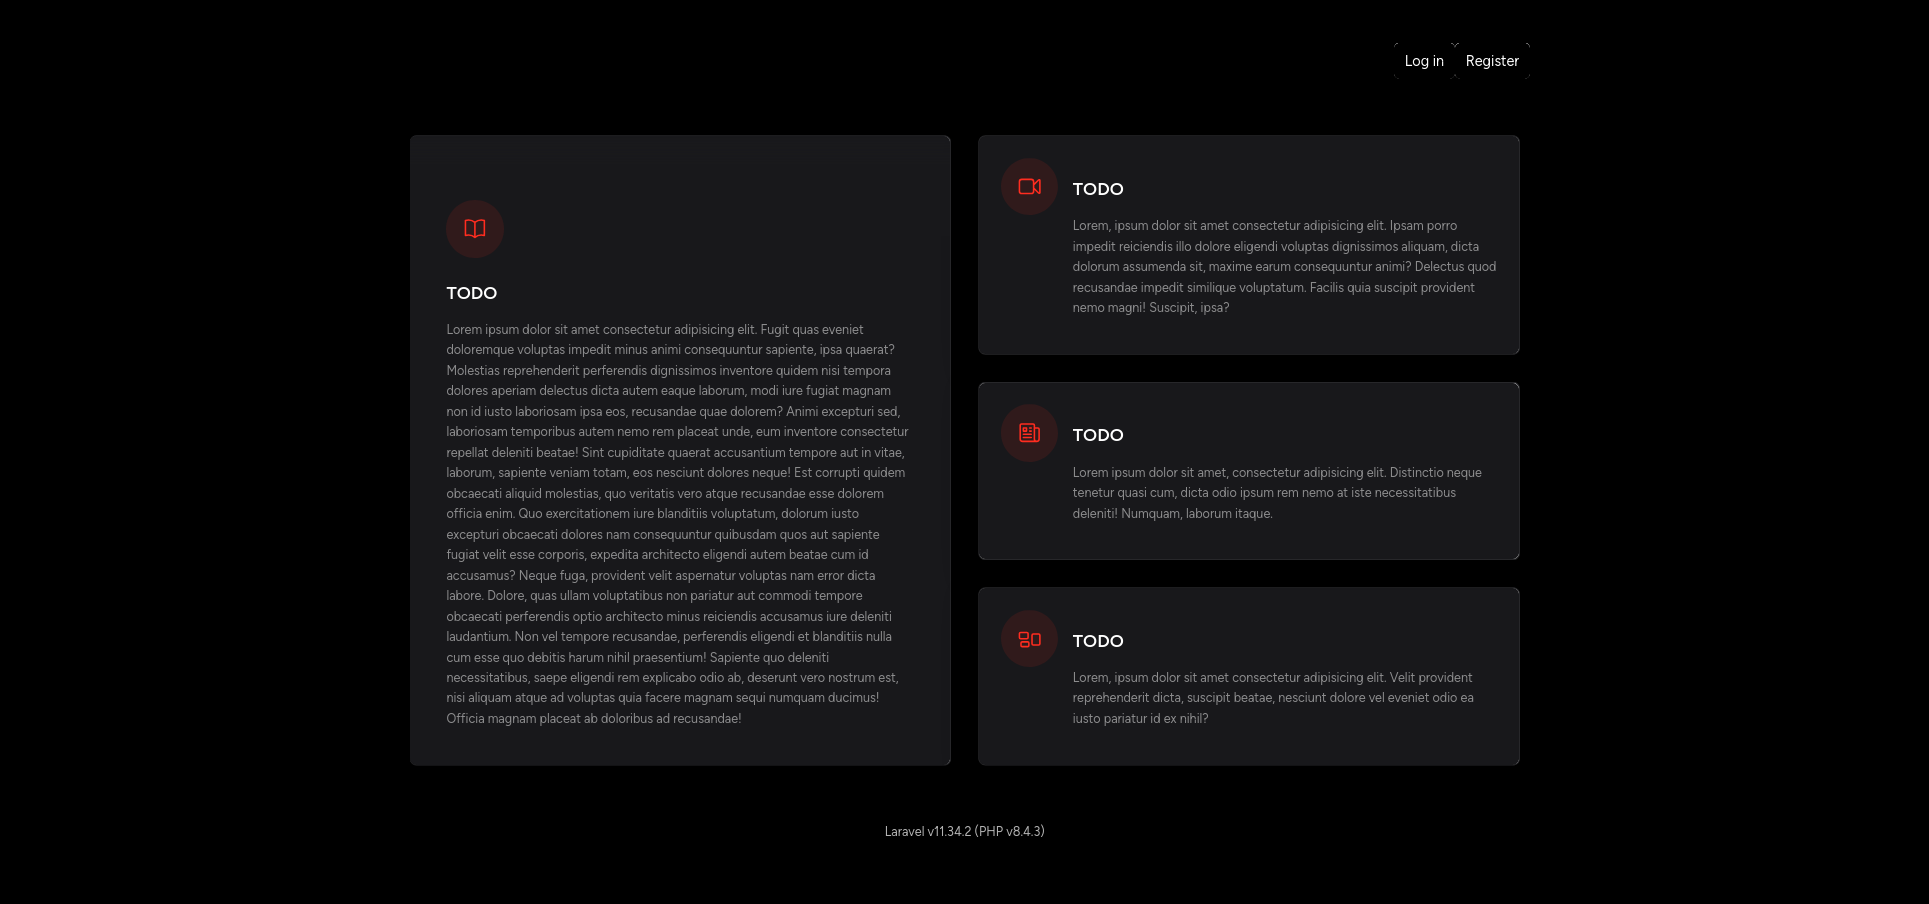 Log in
Register
TODO
Lorem ipsum dolor sit amet consectetur adipisicing elit. Fugit quas eveniet
doloremque voluptas impedit minus animi consequuntur sapiente, ipsa quaerat?
Molestias reprehenderit perferendis dignissimos inventore quidem nisi tempora
dolores aperiam delectus dicta autem eaque laborum, modi iure fugiat magnam
non id iusto laboriosam ipsa eos, recusandae quae dolorem? Animi excepturi sed,
laboriosam temporibus autem nemo rem placeat unde, eum inventore consectetur
repellat deleniti beatae! Sint cupiditate quaerat accusantium tempore aut in vitae,
laborum, sapiente veniam totam, eos nesciunt dolores neque! Est corrupti quidem
obcaecati aliquid molestias, quo veritatis vero atque recusandae esse dolorem
officia enim. Quo exercitationem iure blanditiis voluptatum, dolorum iusto
excepturi obcaecati dolores nam consequuntur quibusdam quos aut sapiente
fugiat velit esse corporis, expedita architecto eligendi autem beatae cum id
accusamus? Neque fuga, provident velit aspernatur voluptas nam error dicta
labore. Dolore, quas ullam voluptatibus non pariatur aut commodi tempore
obcaecati perferendis optio architecto minus reiciendis accusamus iure deleniti
laudantium. Non vel tempore recusandae, perferendis eligendi et blanditiis nulla
cum esse quo debitis harum nihil praesentium! Sapiente quo deleniti
necessitatibus, saepe eligendi rem explicabo odio ab, deserunt vero nostrum est,
nisi aliquam atque ad voluptas quia facere magnam sequi numquam ducimus!
Officia magnam placeat ab doloribus ad recusandae!
TODO
Lorem, ipsum dolor sit amet consectetur adipisicing elit. Ipsam porro
impedit reiciendis illo dolore eligendi voluptas dignissimos aliquam, dicta
dolorum assumenda sit, maxime earum consequuntur animi? Delectus quod
recusandae impedit similique voluptatum. Facilis quia suscipit provident
nemo magni! Suscipit, ipsa?
TODO
Lorem ipsum dolor sit amet, consectetur adipisicing elit. Distinctio neque
tenetur quasi cum, dicta odio ipsum rem nemo at iste necessitatibus
deleniti! Numquam, laborum itaque.
TODO
Lorem, ipsum dolor sit amet consectetur adipisicing elit. Velit provident
reprehenderit dicta, suscipit beatae, nesciunt dolore vel eveniet odio ea
iusto pariatur id ex nihil?
Laravel v11.34.2 (PHP v8.4.3)